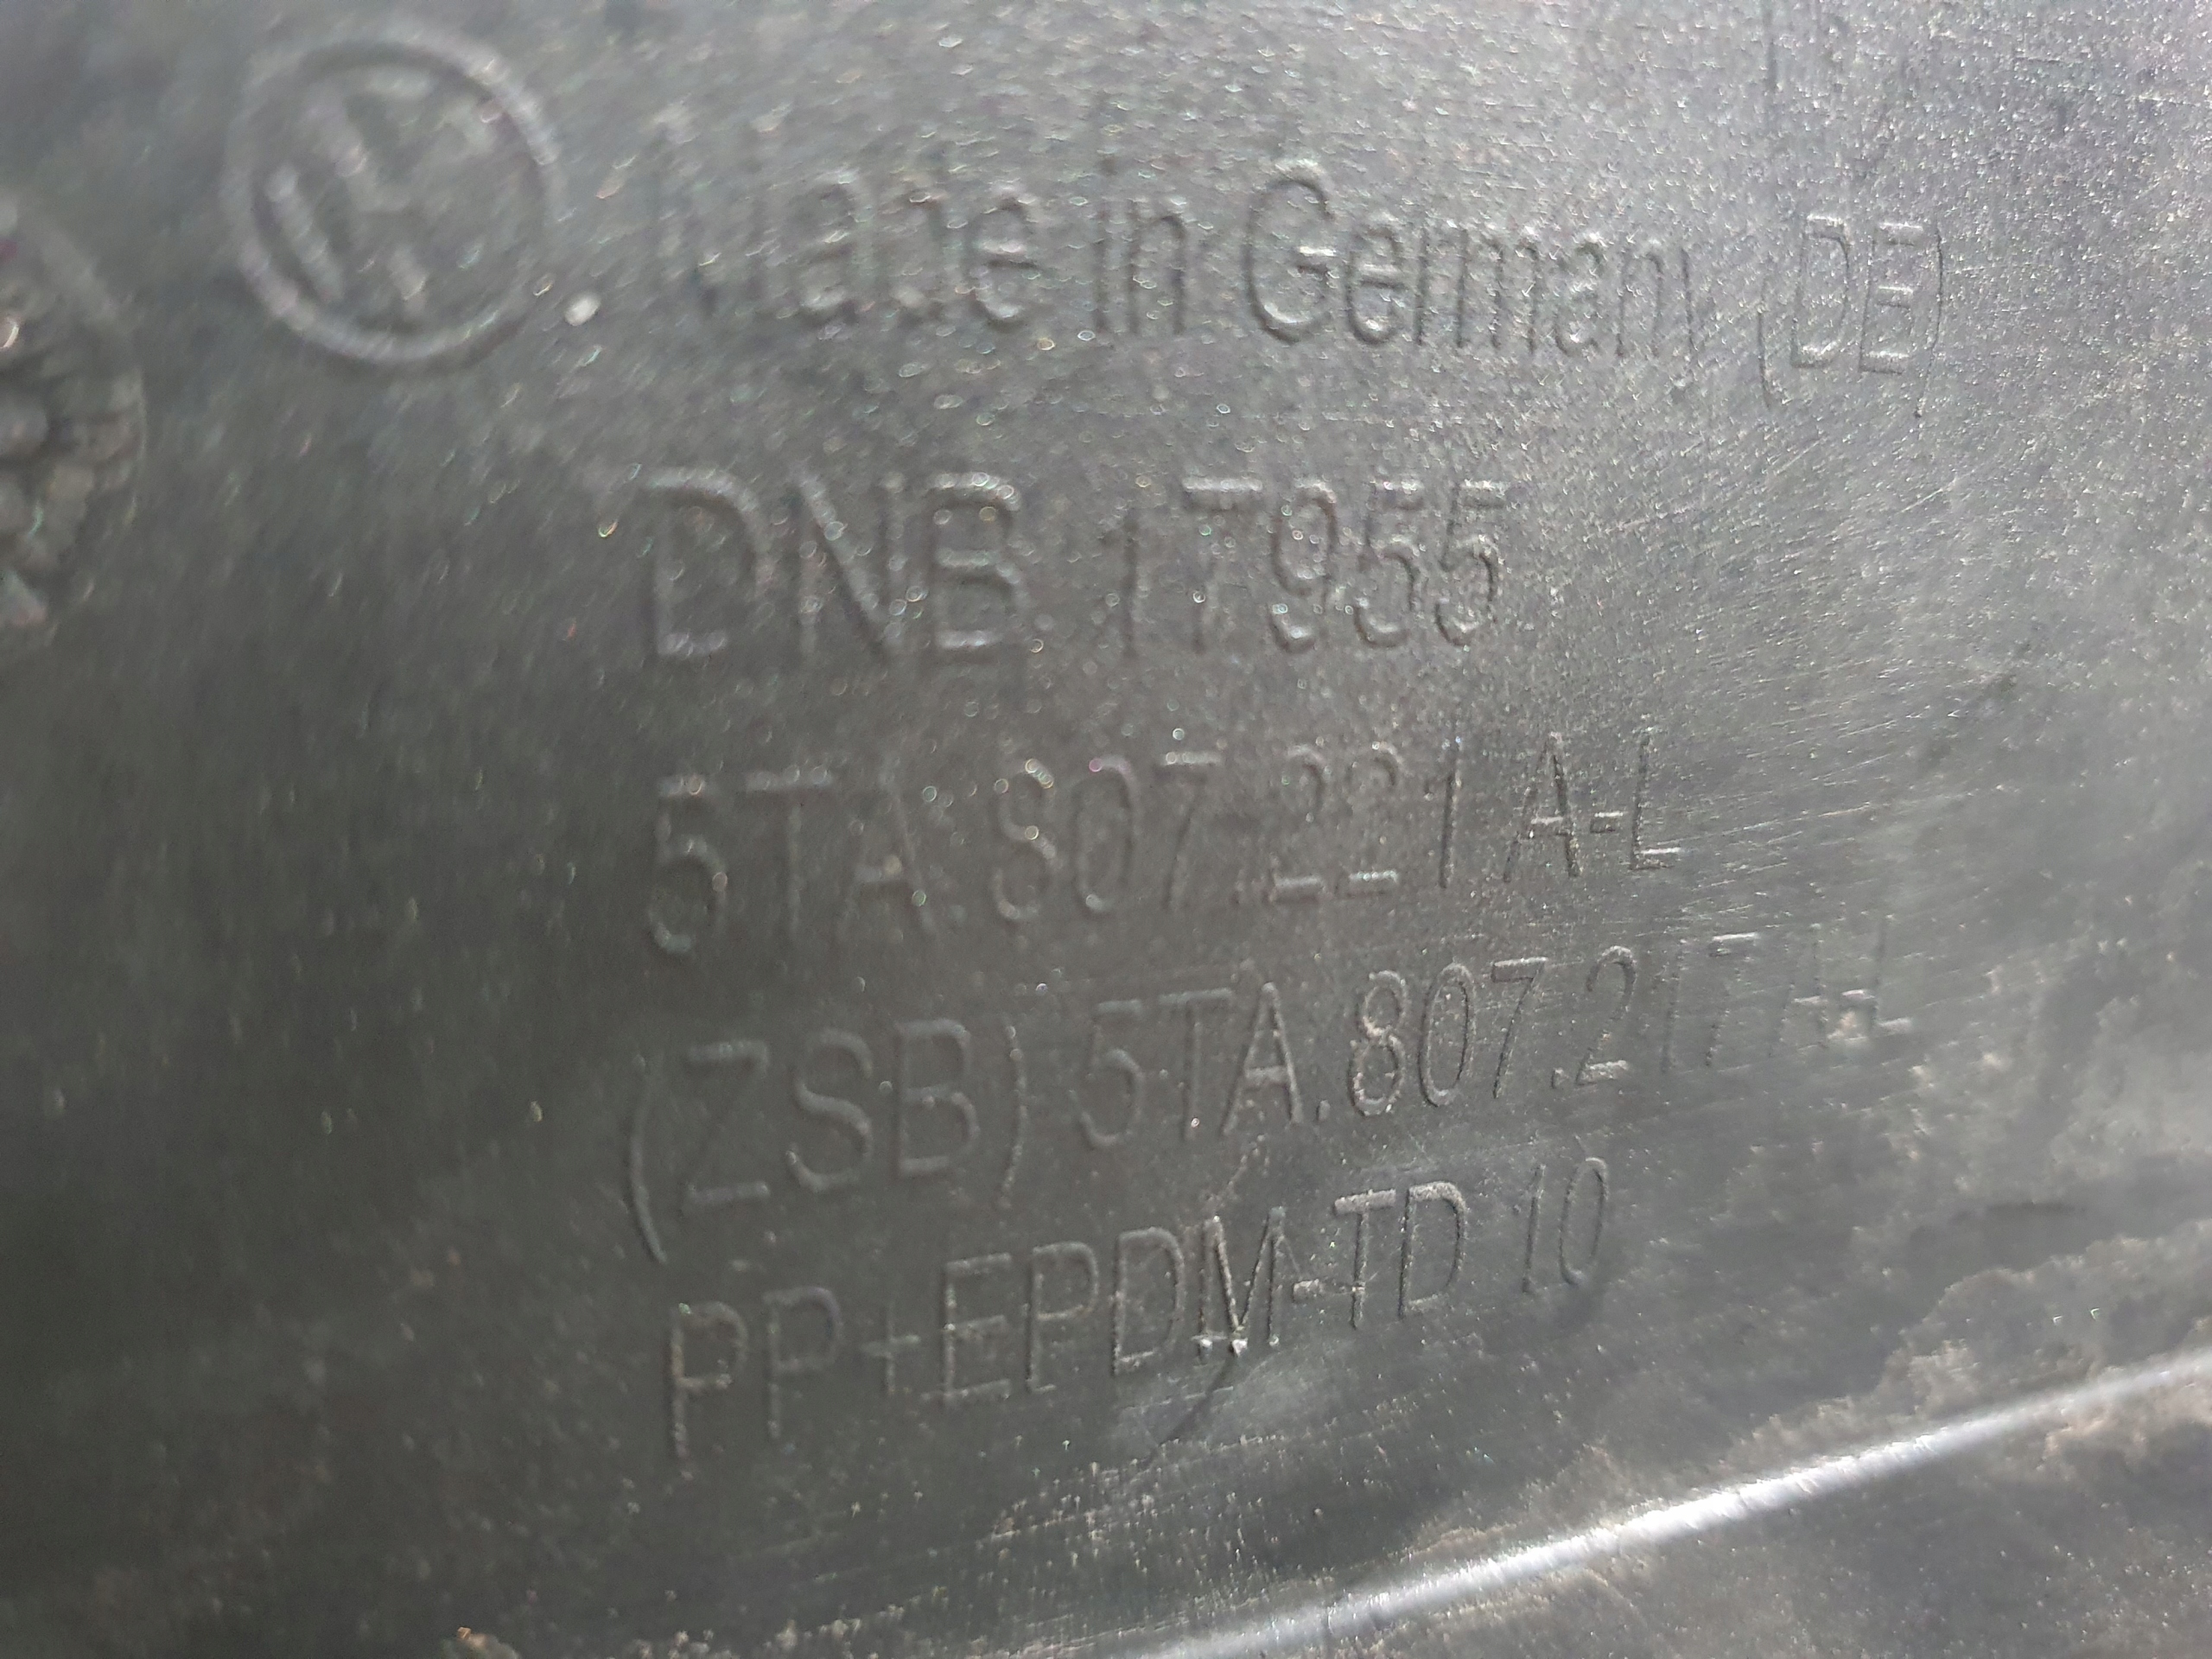 Made in Germany (DE)
DNB. 17955
5TA.807.221 A-L
(ZSB) 5TA.807.217 A-L
PP+EPDM-TD 10